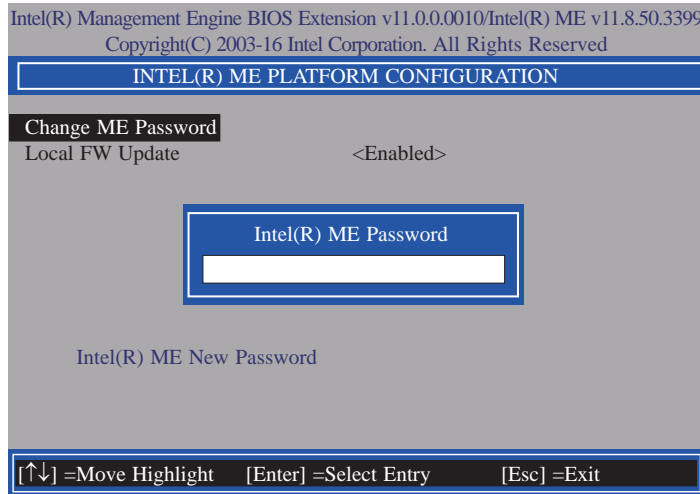 Intel(R) Management Engine BIOS Extension v11.0.0.0010/Intel(R) ME v11.8.50.3399
Copyright(C) 2003-16 Intel Corporation. All Rights Reserved
INTEL(R) ME PLATFORM CONFIGURATION
Change ME Password
Local FW Update <Enabled>
Intel(R) ME Password
Intel(R) ME New Password
[↑↓] =Move Highlight [Enter] =Select Entry [Esc] =Exit